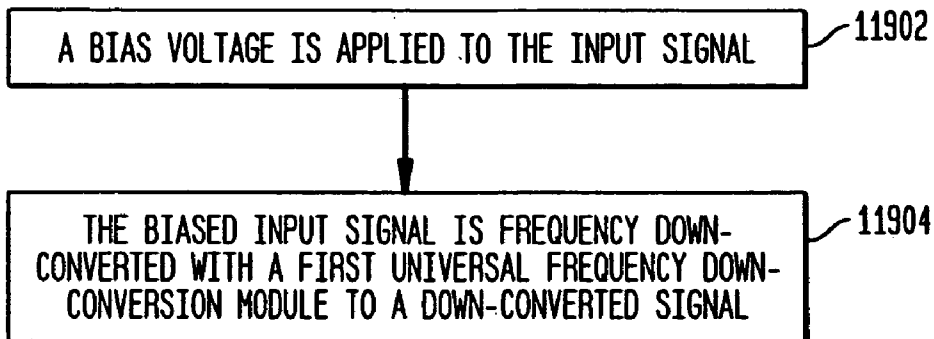 A BIAS VOLTAGE IS APPLIED TO THE INPUT SIGNAL
11902
THE BIASED INPUT SIGNAL IS FREQUENCY DOWN-
CONVERTED WITH A FIRST UNIVERSAL FREQUENCY DOWN-
CONVERSION MODULE TO A DOWN-CONVERTED SIGNAL
11904